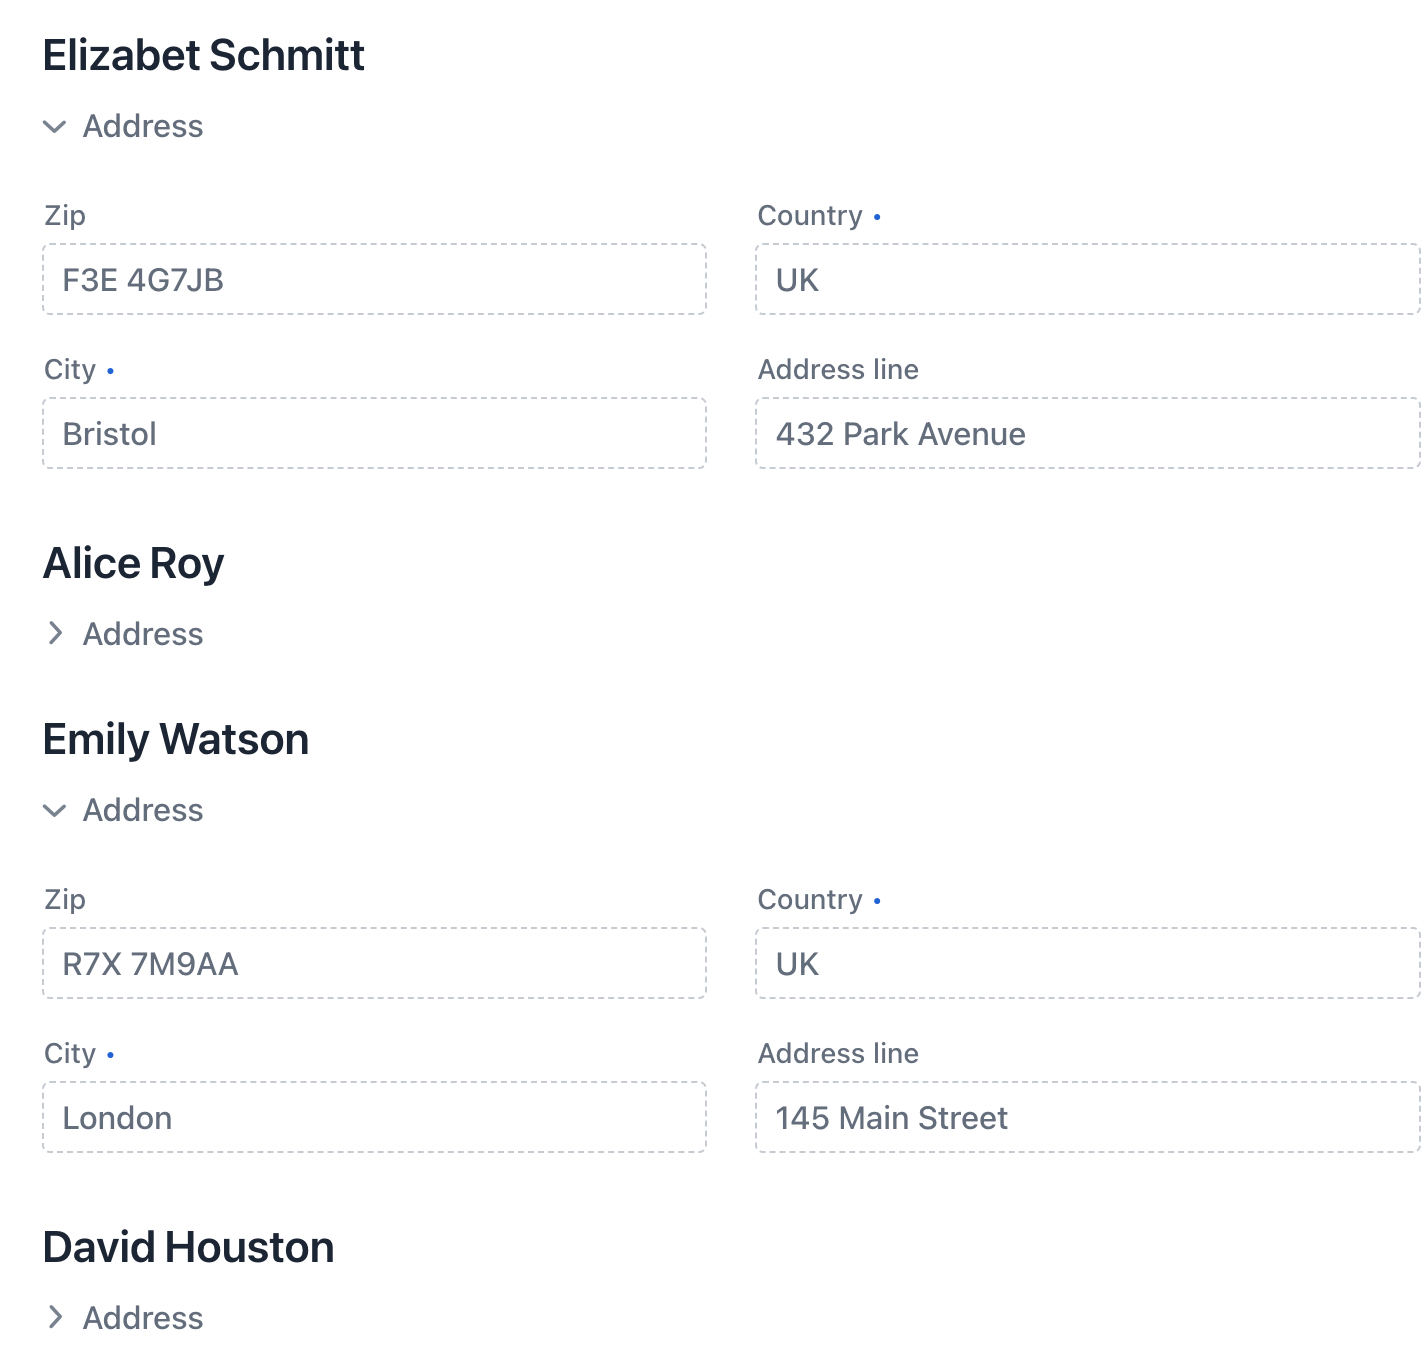 Elizabet Schmitt
Address
Zip
Country •
F3E 4G7JB
UK
City •
Address line
Bristol
432 Park Avenue
Alice Roy
Address
Emily Watson
Address
Zip
Country •
R7X 7M9AA
UK
City •
Address line
London
145 Main Street
David Houston
Address